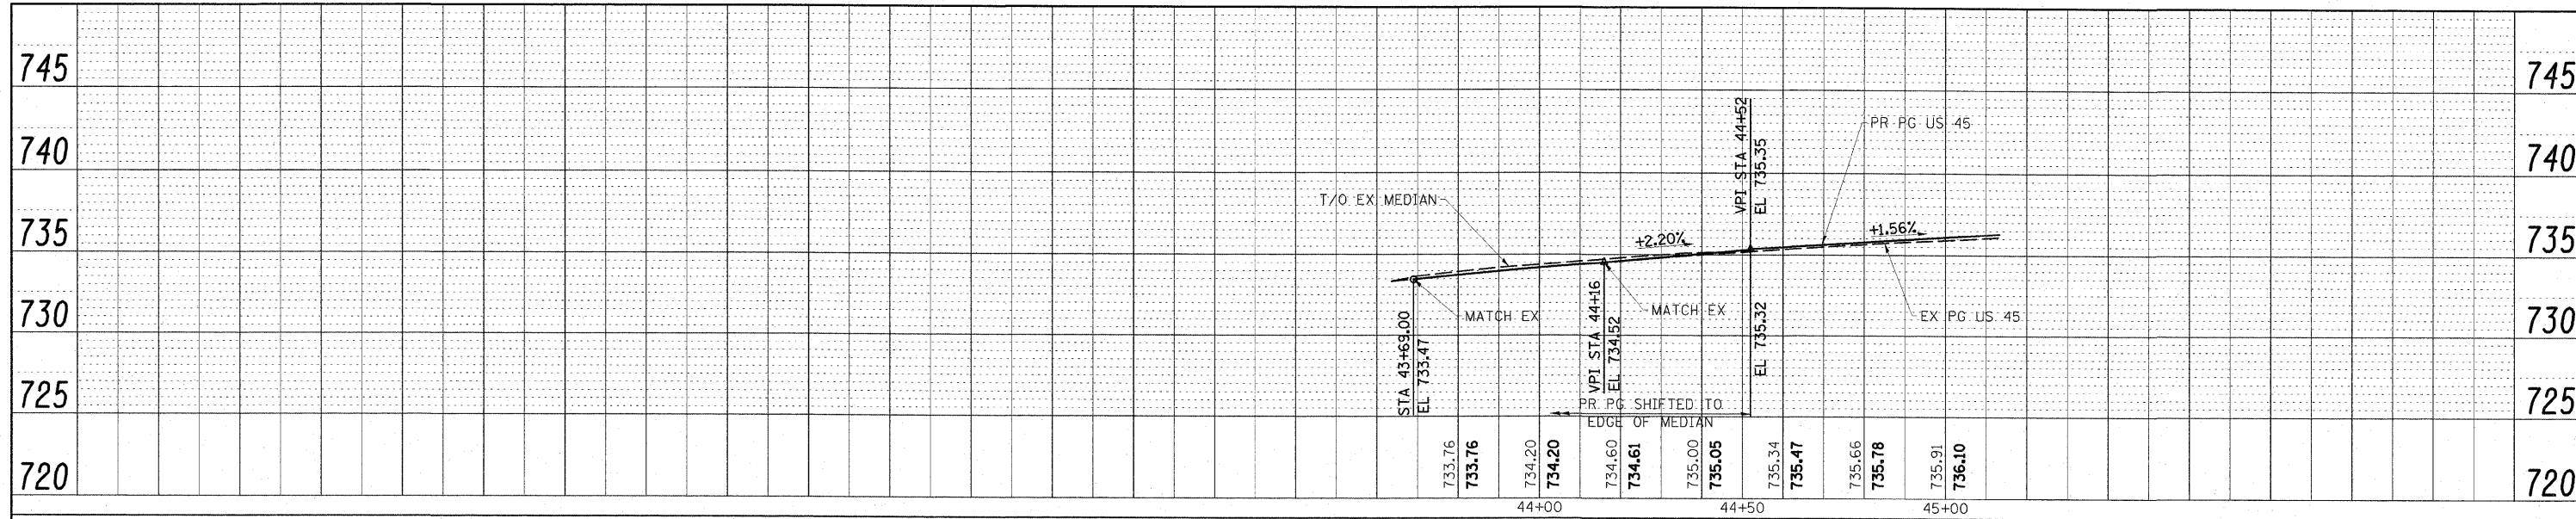 745
745
740
740
735
735
730
730
725
725
720
720
VPI STA 44+52
EL 735.35
PR PG US 45
T/O EX MEDIAN
+2.20%
+1.56%
STA 43+69.00
EL 733.47
MATCH EX
VPI STA 44+16
EL 734.52
MATCH EX
EL 735.32
EX PG US 45
PR PG SHIFTED TO
EDGE OF MEDIAN
733.76
733.76
734.20
734.20
734.60
734.61
735.00
735.05
735.34
735.47
735.66
735.78
735.91
736.10
44+00
44+50
45+00